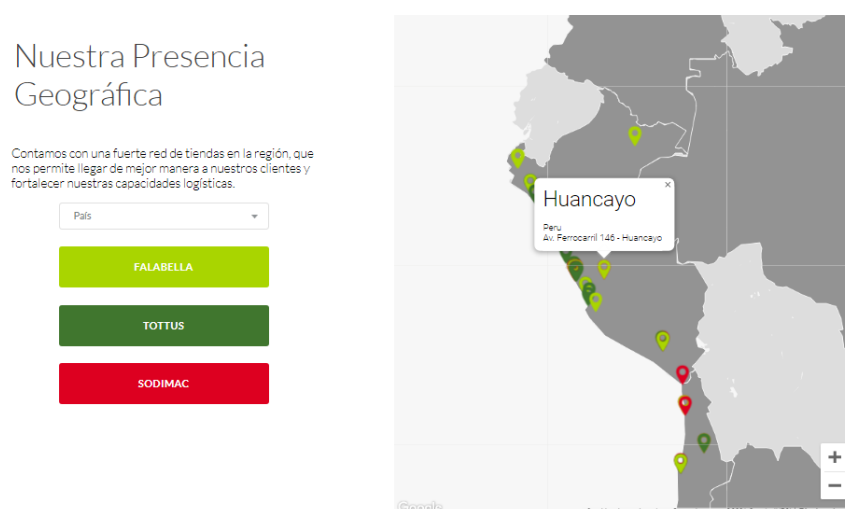 Nuestra Presencia
Geográfica
Contamos con una fuerte red de tiendas en la región, que
nos permite llegar de mejor manera a nuestros clientes y
fortalecer nuestras capacidades logísticas.
País
FALABELLA
TOTTUS
SODIMAC
Huancayo
Peru
Av. Ferrocarril 146 - Huancayo
Google